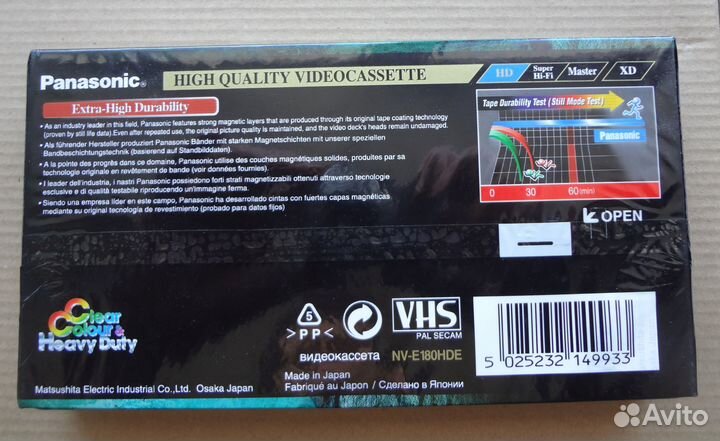 Panasonic®
HIGH QUALITY VIDEOCASSETTE
HD
Super
Hi-Fi
Master
XD
Extra-High Durability
• As an industry leader in this field, Panasonic features strong magnetic layers that are produced through its original tape coating technology
(proven by still life data).Even after repeated use, the original picture quality is maintained, and the video deck's heads remain undamaged.
• Als führender Hersteller produziert Panasonic Bänder mit starken Magnetschichten mit unserer speziellen
Bandbeschichtungstechnik (basierend auf Standbilddaten).
• A la pointe des progrès dans ce domaine, Panasonic utilise des couches magnétiques solides, produites par sa
technologie original en revêtement de bande (voir données fournies).
• I leader dell'industria, i nastri Panasonic possiedono forti strati magnetizzabili ottenuti attraverso tecnologie
esclusive e di qualità testabile riproducendo un'immagine ferma.
• Siendo una empresa líder en este campo, Panasonic ha desarrollado cintas con fuertes capas magnéticas
mediante su original tecnología de revestimiento (probado para datos fijos)
Tape Durability Test (Still Mode Test)
Panasonic
0 30 60(min)
OPEN
Clear
Colour &
Heavy Duty
5
>PP<
VHS
PAL SECAM
видеокассета NV-E180HDE
Made in Japan
Fabriqué au Japon / Сделано в Японии
Matsushita Electric Industrial Co.,Ltd. Osaka Japan
5 025232 149933
Avito